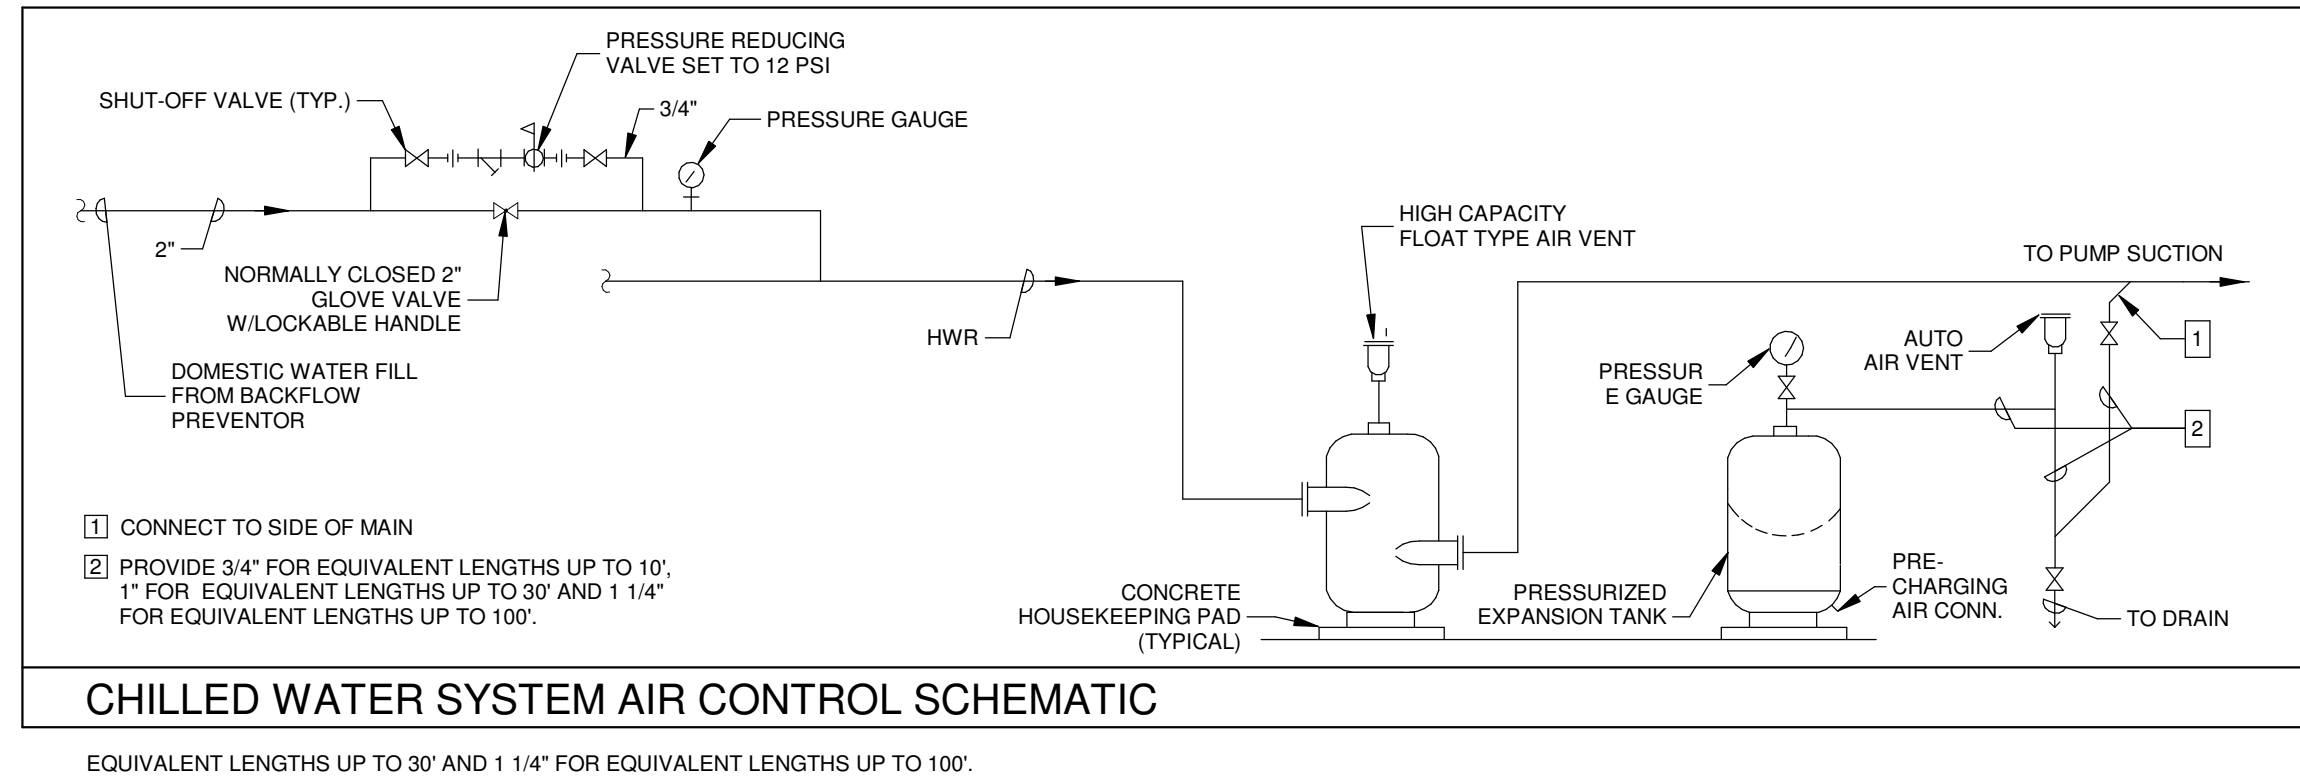 PRESSURE REDUCING
VALVE SET TO 12 PSI
SHUT-OFF VALVE (TYP.)
3/4"
PRESSURE GAUGE
2"
NORMALLY CLOSED 2"
GLOVE VALVE
W/LOCKABLE HANDLE
DOMESTIC WATER FILL
FROM BACKFLOW
PREVENTOR
HWR
HIGH CAPACITY
FLOAT TYPE AIR VENT
TO PUMP SUCTION
AUTO
AIR VENT
1
PRESSUR
E GAUGE
2
1 CONNECT TO SIDE OF MAIN
2 PROVIDE 3/4" FOR EQUIVALENT LENGTHS UP TO 10',
1" FOR EQUIVALENT LENGTHS UP TO 30' AND 1 1/4"
FOR EQUIVALENT LENGTHS UP TO 100'.
CONCRETE
HOUSEKEEPING PAD
(TYPICAL)
PRESSURIZED
EXPANSION TANK
PRE-
CHARGING
AIR CONN.
TO DRAIN
CHILLED WATER SYSTEM AIR CONTROL SCHEMATIC
EQUIVALENT LENGTHS UP TO 30' AND 1 1/4" FOR EQUIVALENT LENGTHS UP TO 100'.